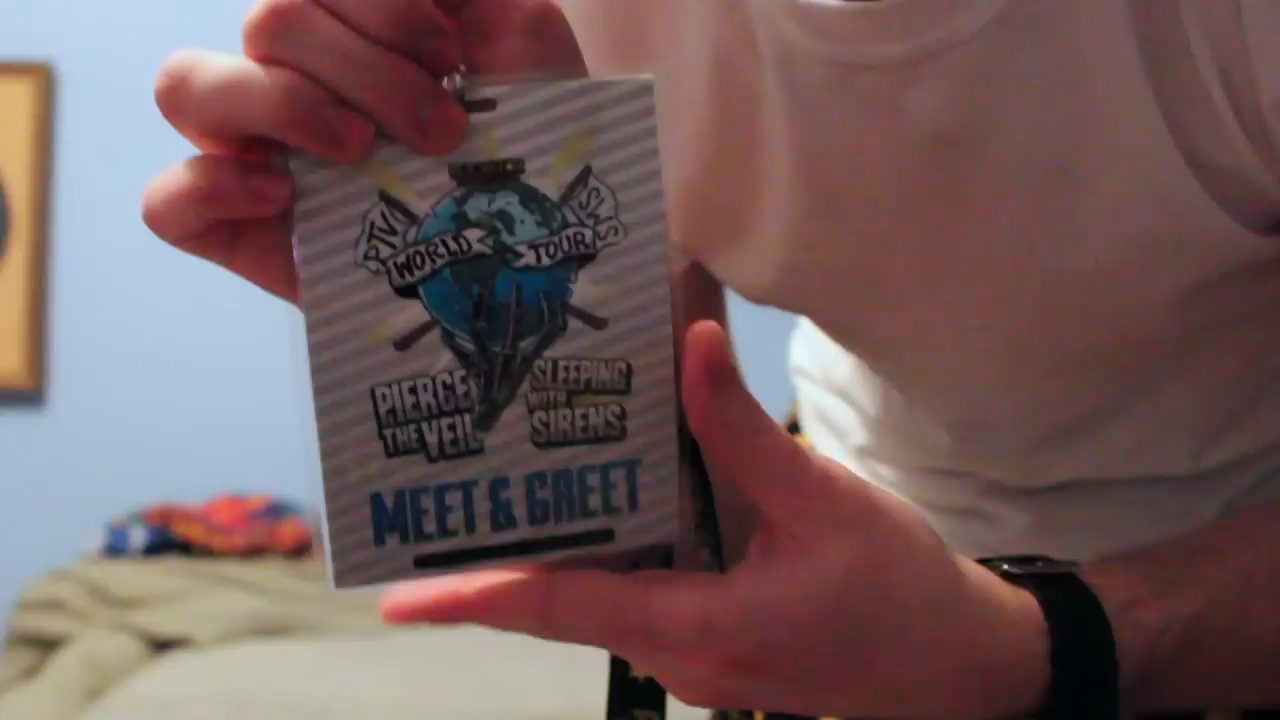 PTV
SWS
WORLD TOUR
PIERCE
THE VEIL
SLEEPING
WITH
SIRENS
MEET & GREET